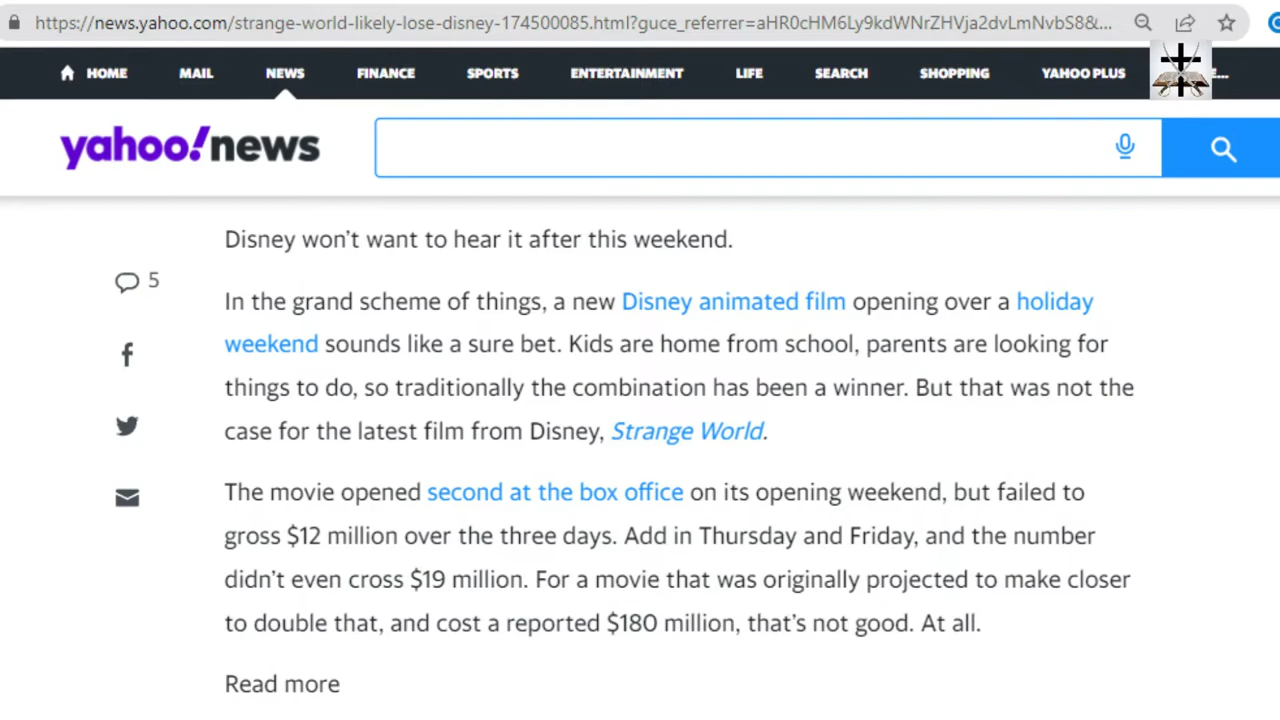 https://news.yahoo.com/strange-world-likely-lose-disney-174500085.html?guce_referrer=aHR0cHM6Ly9kdWNrZHVja2dvLmNvbS8&...
HOME MAIL NEWS FINANCE SPORTS ENTERTAINMENT LIFE SEARCH SHOPPING YAHOO PLUS E...
yahoo!news
Disney won't want to hear it after this weekend.
5
In the grand scheme of things, a new Disney animated film opening over a holiday
weekend sounds like a sure bet. Kids are home from school, parents are looking for
things to do, so traditionally the combination has been a winner. But that was not the
case for the latest film from Disney, Strange World.
The movie opened second at the box office on its opening weekend, but failed to
gross $12 million over the three days. Add in Thursday and Friday, and the number
didn't even cross $19 million. For a movie that was originally projected to make closer
to double that, and cost a reported $180 million, that's not good. At all.
Read more